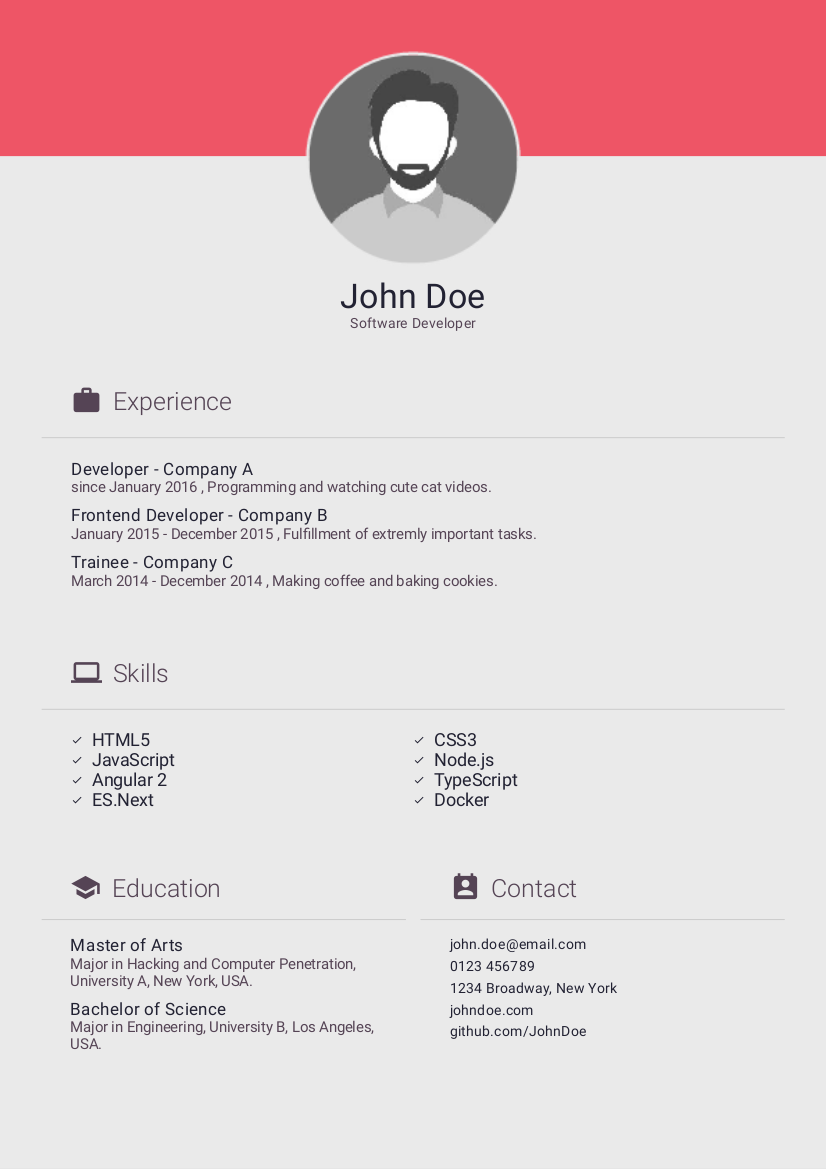 John Doe
Software Developer
Experience
Developer - Company A
since January 2016 , Programming and watching cute cat videos.
Frontend Developer - Company B
January 2015 - December 2015 , Fulfillment of extremly important tasks.
Trainee - Company C
March 2014 - December 2014 , Making coffee and baking cookies.
Skills
HTML5
JavaScript
Angular 2
ES.Next
CSS3
Node.js
TypeScript
Docker
Education
Master of Arts
Major in Hacking and Computer Penetration,
University A, New York, USA.
Bachelor of Science
Major in Engineering, University B, Los Angeles,
USA.
Contact
john.doe@email.com
0123 456789
1234 Broadway, New York
johndoe.com
github.com/JohnDoe